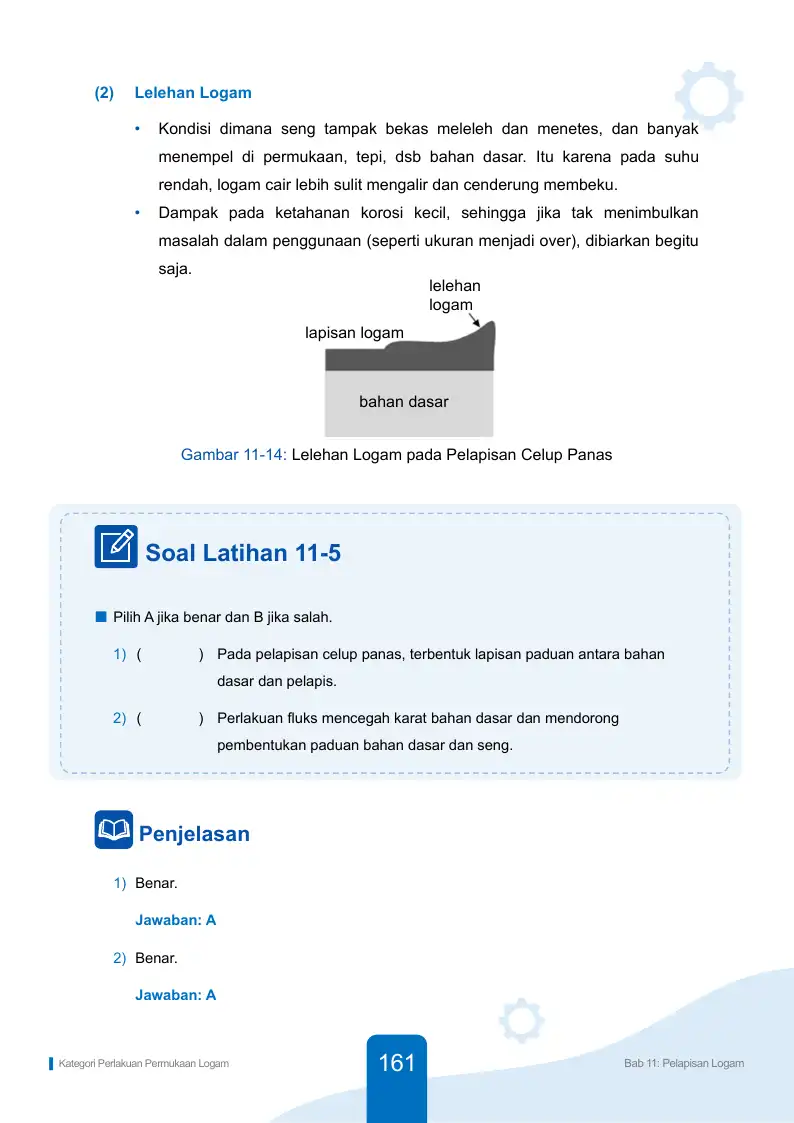 (2) Lelehan Logam
• Kondisi dimana seng tampak bekas meleleh dan menetes, dan banyak
menempel di permukaan, tepi, dsb bahan dasar. Itu karena pada suhu
rendah, logam cair lebih sulit mengalir dan cenderung membeku.
• Dampak pada ketahanan korosi kecil, sehingga jika tak menimbulkan
masalah dalam penggunaan (seperti ukuran menjadi over), dibiarkan begitu
saja.
lelehan
logam
lapisan logam
bahan dasar
Gambar 11-14: Lelehan Logam pada Pelapisan Celup Panas
Soal Latihan 11-5
■ Pilih A jika benar dan B jika salah.
1) ( ) Pada pelapisan celup panas, terbentuk lapisan paduan antara bahan
dasar dan pelapis.
2) ( ) Perlakuan fluks mencegah karat bahan dasar dan mendorong
pembentukan paduan bahan dasar dan seng.
Penjelasan
1) Benar.
Jawaban: A
2) Benar.
Jawaban: A
Kategori Perlakuan Permukaan Logam
161
Bab 11: Pelapisan Logam